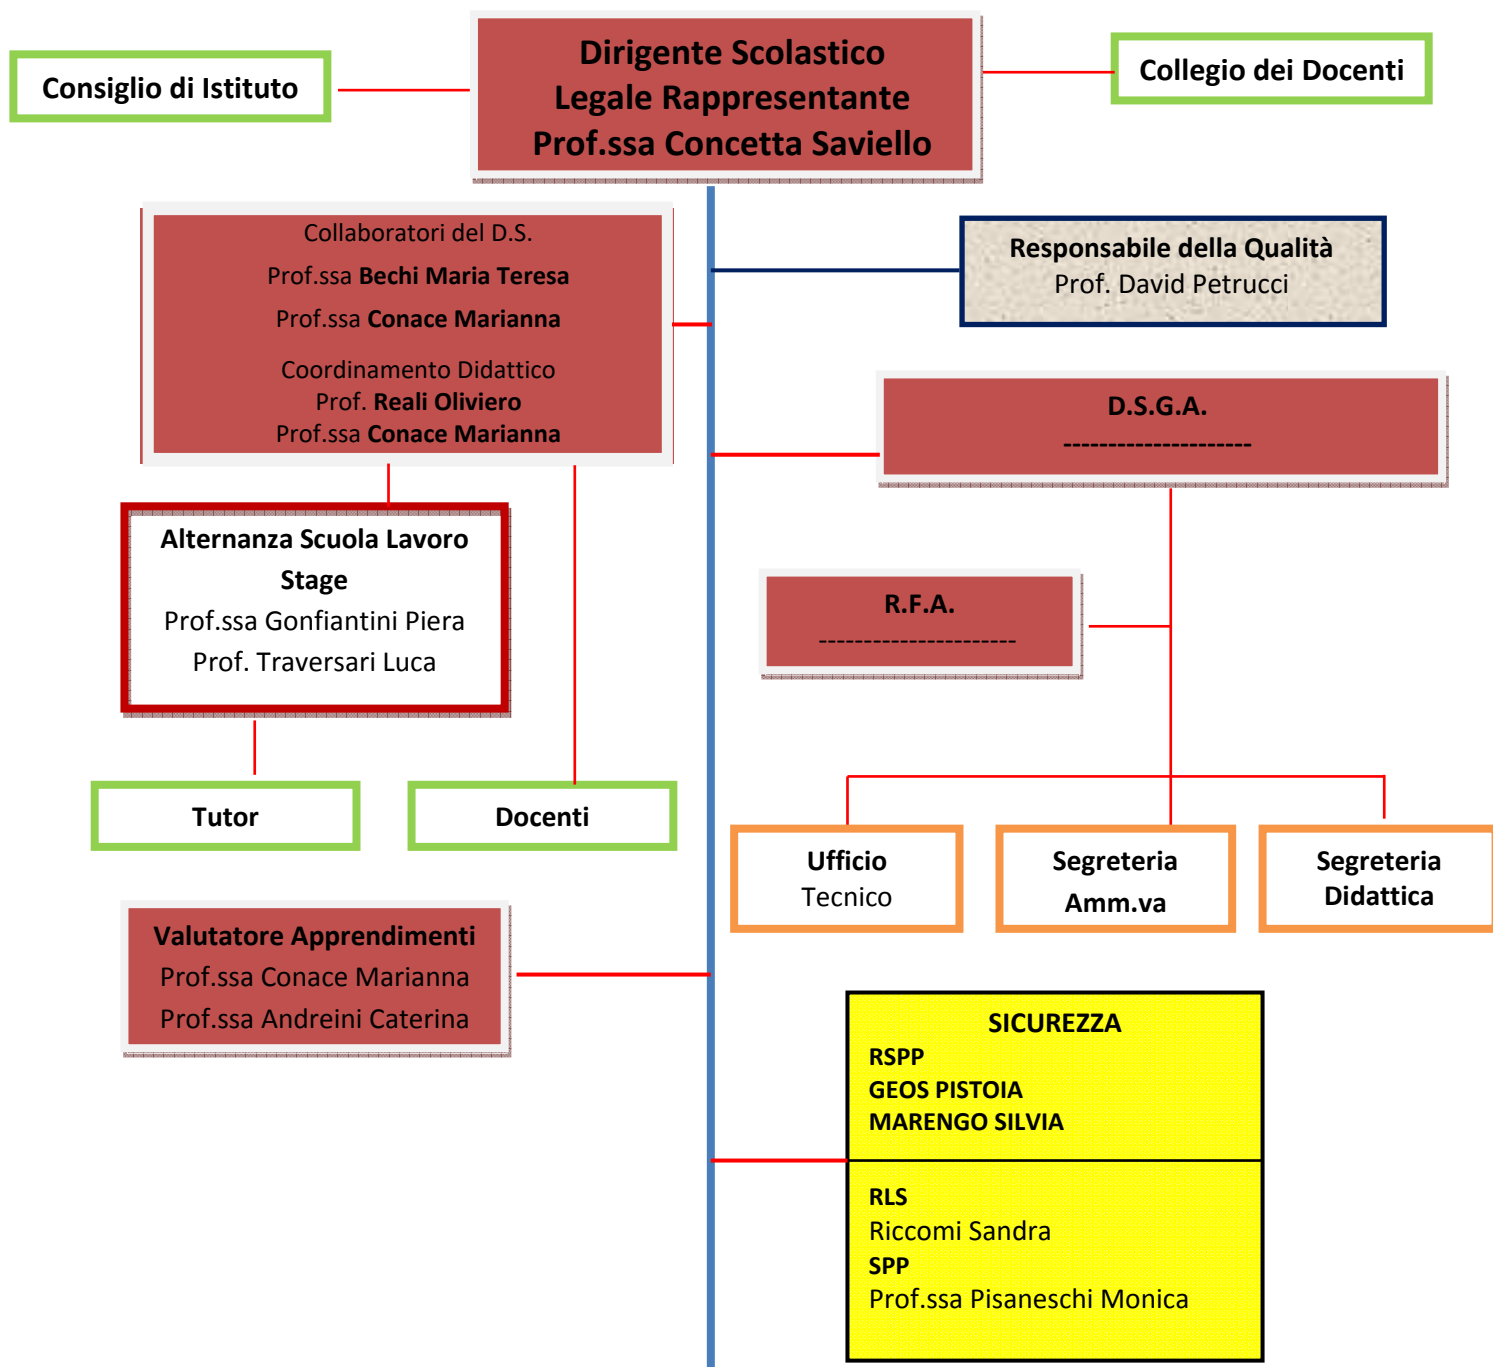 Dirigente Scolastico
Legale Rappresentante
Prof.ssa Concetta Saviello
Consiglio di Istituto
Collegio dei Docenti
Collaboratori del D.S.
Prof.ssa Bechi Maria Teresa
Prof.ssa Conace Marianna
Coordinamento Didattico
Prof. Reali Oliviero
Prof.ssa Conace Marianna
Responsabile della Qualità
Prof. David Petrucci
D.S.G.A.
---------------------
Alternanza Scuola Lavoro
Stage
Prof.ssa Gonfiantini Piera
Prof. Traversari Luca
R.F.A.
----------------------
Tutor
Docenti
Ufficio
Tecnico
Segreteria
Amm.va
Segreteria
Didattica
Valutatore Apprendimenti
Prof.ssa Conace Marianna
Prof.ssa Andreini Caterina
SICUREZZA
RSPP
GEOS PISTOIA
MARENGO SILVIA
RLS
Riccomi Sandra
SPP
Prof.ssa Pisaneschi Monica